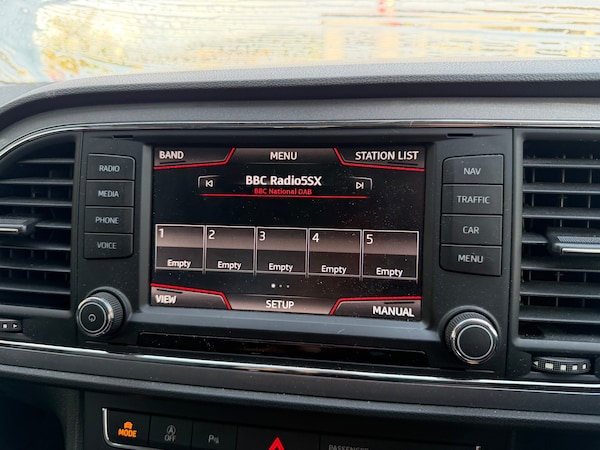 BAND MENU STATION LIST
RADIO
MEDIA
PHONE
VOICE
BBC Radio5SX
BBC National DAB
1 2 3 4 5
Empty Empty Empty Empty Empty
VIEW SETUP MANUAL
NAV
TRAFFIC
CAR
MENU
MODE
OFF
PASSENGER